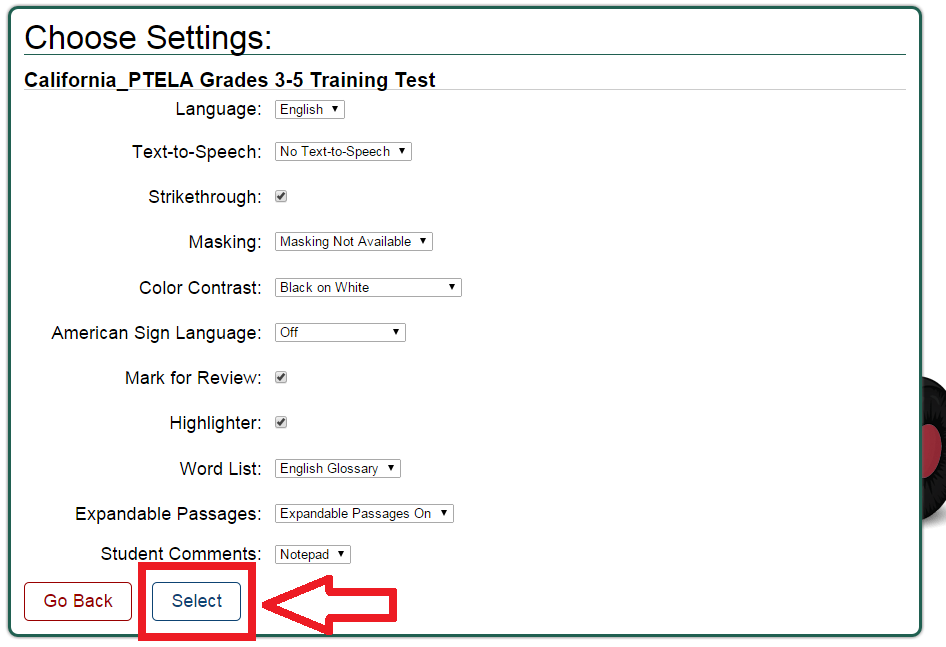 Choose Settings:
California_PTELA Grades 3-5 Training Test
Language: English
Text-to-Speech: No Text-to-Speech
Strikethrough:
Masking: Masking Not Available
Color Contrast: Black on White
American Sign Language: Off
Mark for Review:
Highlighter:
Word List: English Glossary
Expandable Passages: Expandable Passages On
Student Comments: Notepad
Go Back Select